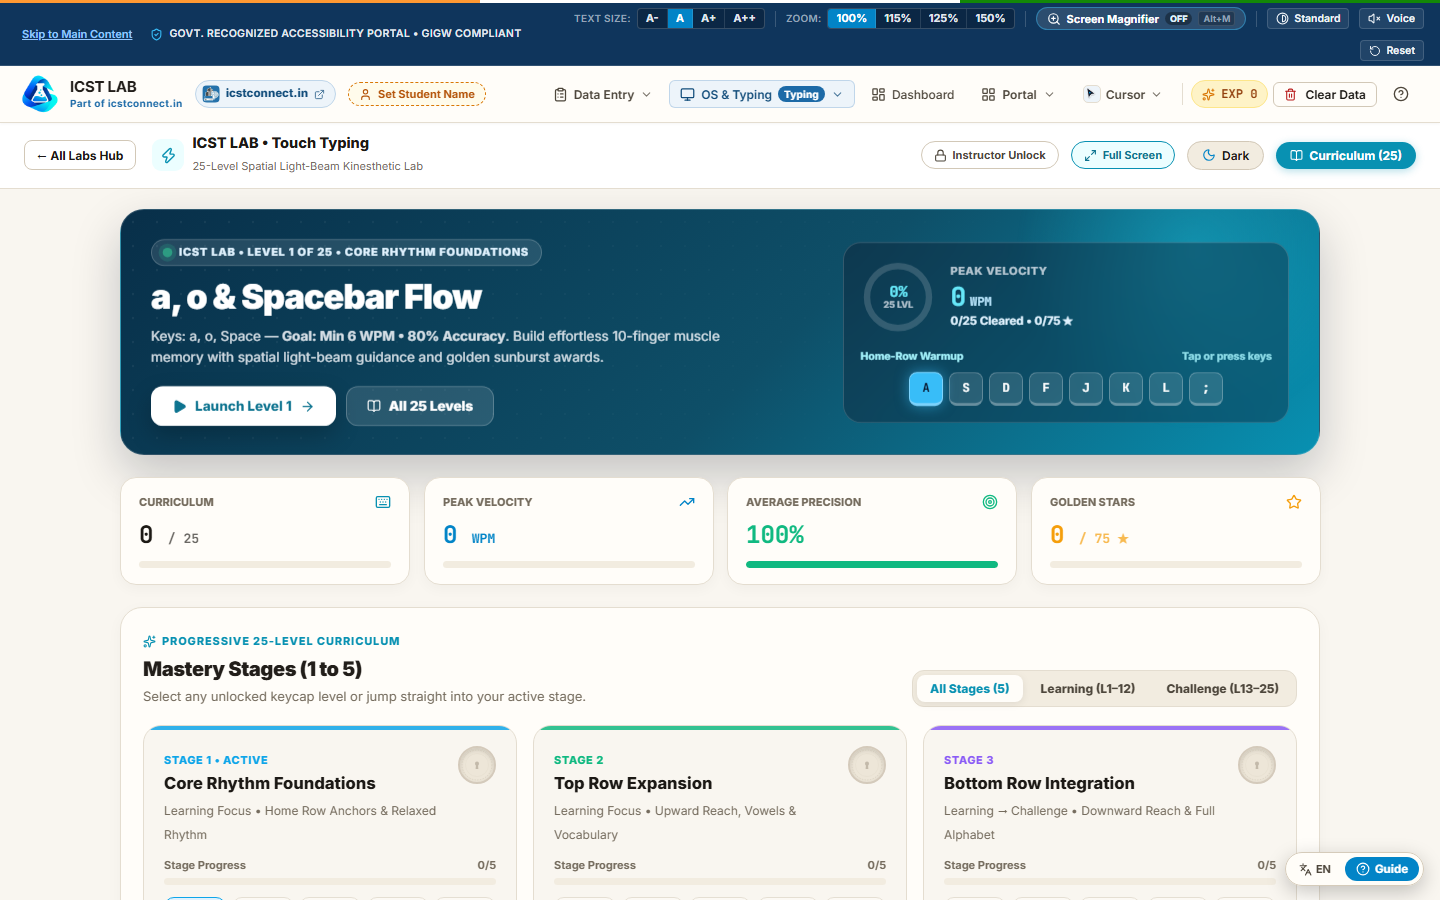 Skip to Main Content
GOVT. RECOGNIZED ACCESSIBILITY PORTAL • GIGW COMPLIANT
TEXT SIZE: A- A A+ A++
ZOOM: 100% 115% 125% 150%
Screen Magnifier OFF Alt+M
Standard
Voice
Reset
ICST LAB
Part of icstconnect.in
icstconnect.in
Set Student Name
Data Entry
OS & Typing Typing
Dashboard
Portal
Cursor
EXP 0
Clear Data
← All Labs Hub
ICST LAB • Touch Typing
25-Level Spatial Light-Beam Kinesthetic Lab
Instructor Unlock
Full Screen
Dark
Curriculum (25)
ICST LAB • LEVEL 1 OF 25 • CORE RHYTHM FOUNDATIONS
a, o & Spacebar Flow
Keys: a, o, Space — Goal: Min 6 WPM • 80% Accuracy. Build effortless 10-finger muscle
memory with spatial light-beam guidance and golden sunburst awards.
Launch Level 1 →
All 25 Levels
0%
25 LVL
PEAK VELOCITY
0 WPM
0/25 Cleared • 0/75 ★
Home-Row Warmup
Tap or press keys
A S D F J K L ;
CURRICULUM
0 / 25
PEAK VELOCITY
0 WPM
AVERAGE PRECISION
100%
GOLDEN STARS
0 / 75 ★
PROGRESSIVE 25-LEVEL CURRICULUM
Mastery Stages (1 to 5)
Select any unlocked keycap level or jump straight into your active stage.
All Stages (5)
Learning (L1–12)
Challenge (L13–25)
STAGE 1 • ACTIVE
Core Rhythm Foundations
Learning Focus • Home Row Anchors & Relaxed
Rhythm
Stage Progress 0/5
STAGE 2
Top Row Expansion
Learning Focus • Upward Reach, Vowels &
Vocabulary
Stage Progress 0/5
STAGE 3
Bottom Row Integration
Learning → Challenge • Downward Reach & Full
Alphabet
Stage Progress 0/5
EN
Guide